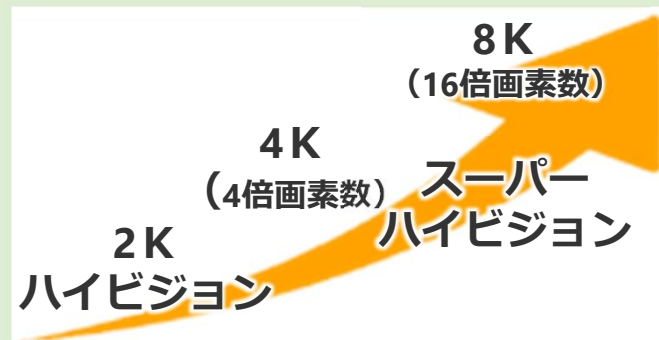 8K
（16倍画素数）
4K
（4倍画素数）
スーパー
ハイビジョン
2K
ハイビジョン